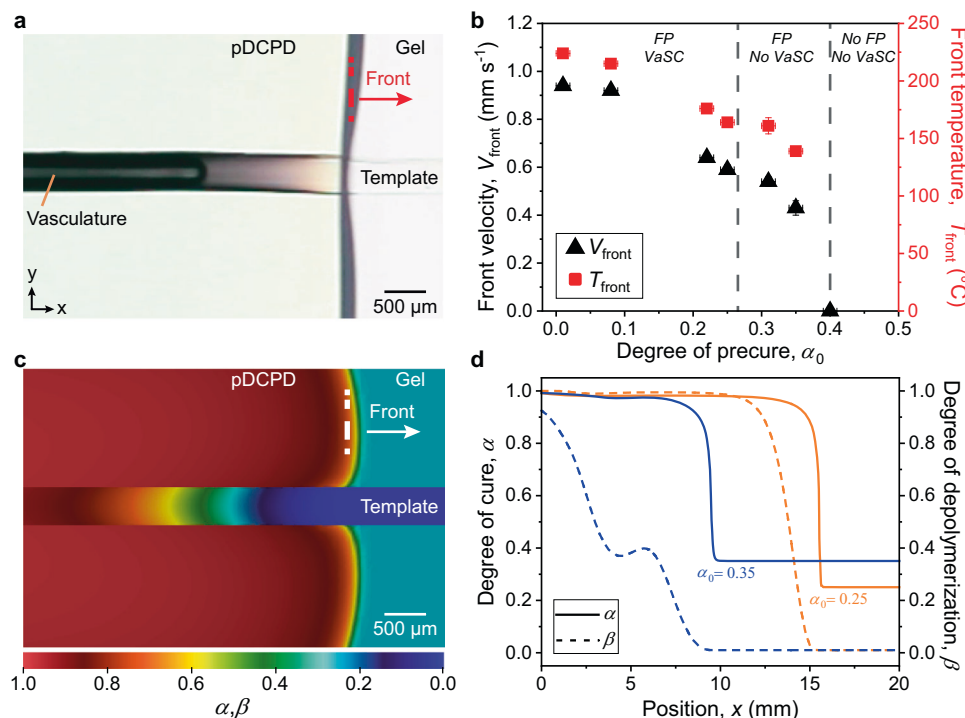 a
pDCPD
Gel
Front
Template
Vasculature
y
x
500 μm
b
FP
VaSC
FP
No VaSC
No FP
No VaSC
Front velocity, V_front (mm s⁻¹)
1.2
1.0
0.8
0.6
0.4
0.2
0.0
Front temperature, T_front (°C)
250
200
150
100
50
0
V_front
T_front
0.0 0.1 0.2 0.3 0.4 0.5
Degree of precure, α₀
c
pDCPD
Gel
Front
Template
500 μm
1.0 0.8 0.6 0.4 0.2 0.0
α,β
d
Degree of cure, α
1.0
0.8
0.6
0.4
0.2
0.0
Degree of depolymerization, β
1.0
0.8
0.6
0.4
0.2
0.0
α₀= 0.35
α₀= 0.25
α
β
0 5 10 15 20
Position, x (mm)